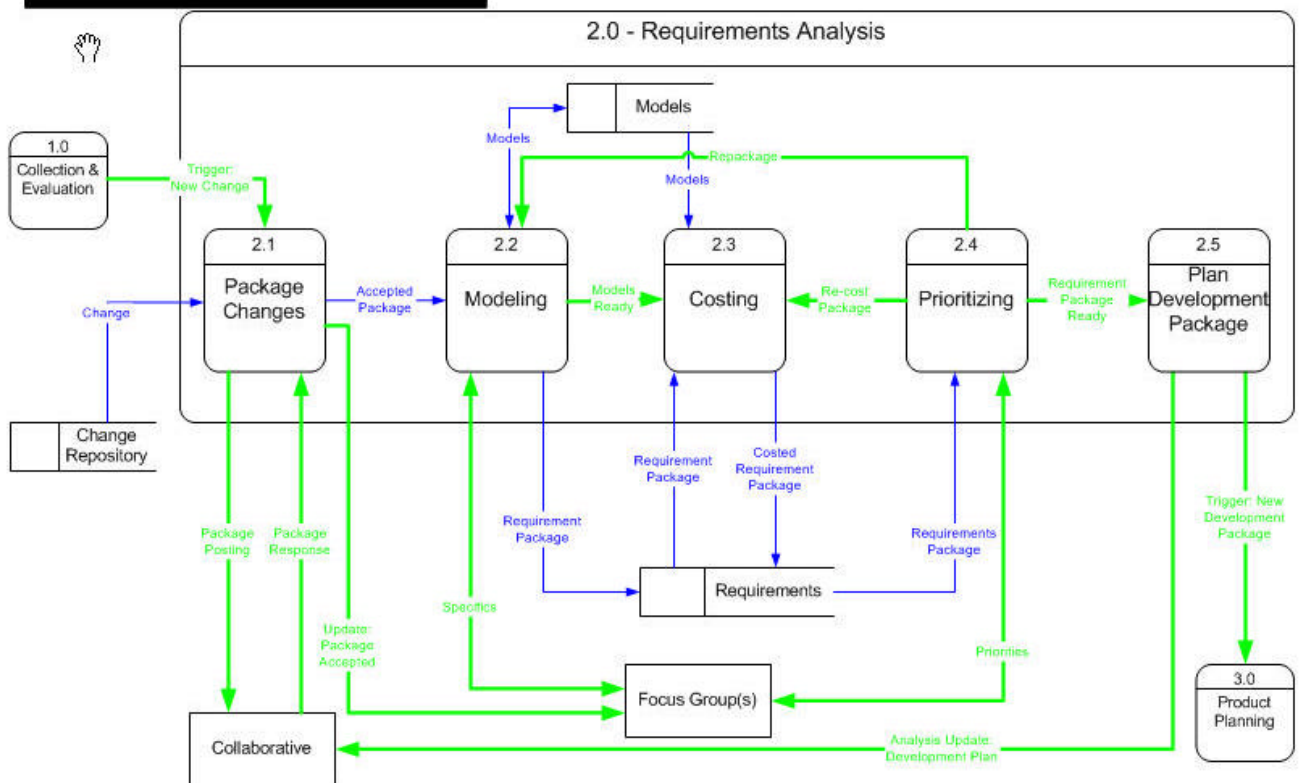 2.0 - Requirements Analysis
Models
Models
Repackage
Models
1.0
Collection &
Evaluation
Trigger:
New Change
2.1
Package
Changes
2.2
Modeling
2.3
Costing
2.4
Prioritizing
2.5
Plan
Development
Package
Accepted
Package
Models
Ready
Re-cost
Package
Requirement
Package
Ready
Change
Change
Repository
Requirement
Package
Costed
Requirement
Package
Trigger: New
Development
Package
Package
Posting
Package
Response
Requirement
Package
Requirements
Package
Requirements
Specifics
Update:
Package
Accepted
Priorities
Focus Group(s)
3.0
Product
Planning
Collaborative
Analysis Update:
Development Plan